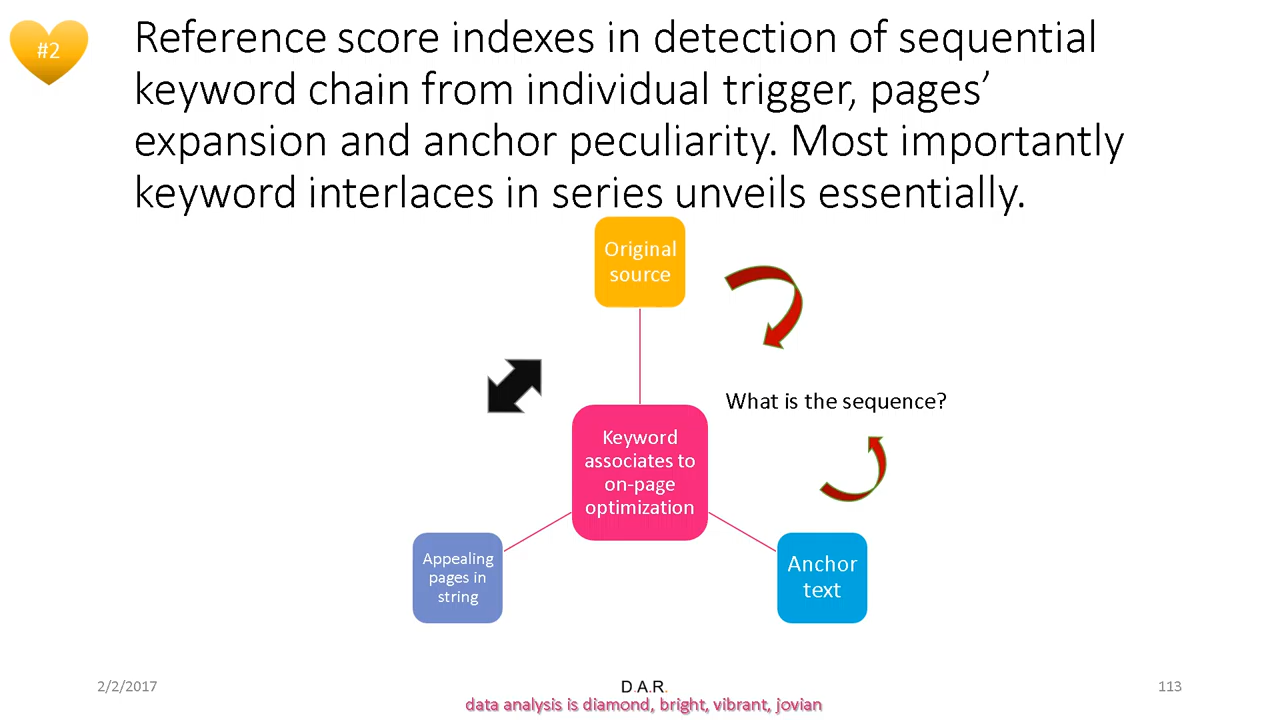 #2
Reference score indexes in detection of sequential
keyword chain from individual trigger, pages’
expansion and anchor peculiarity. Most importantly
keyword interlaces in series unveils essentially.
Original
source
What is the sequence?
Keyword
associates to
on-page
optimization
Appealing
pages in
string
Anchor
text
2/2/2017
D.A.R.
data analysis is diamond, bright, vibrant, jovian
113